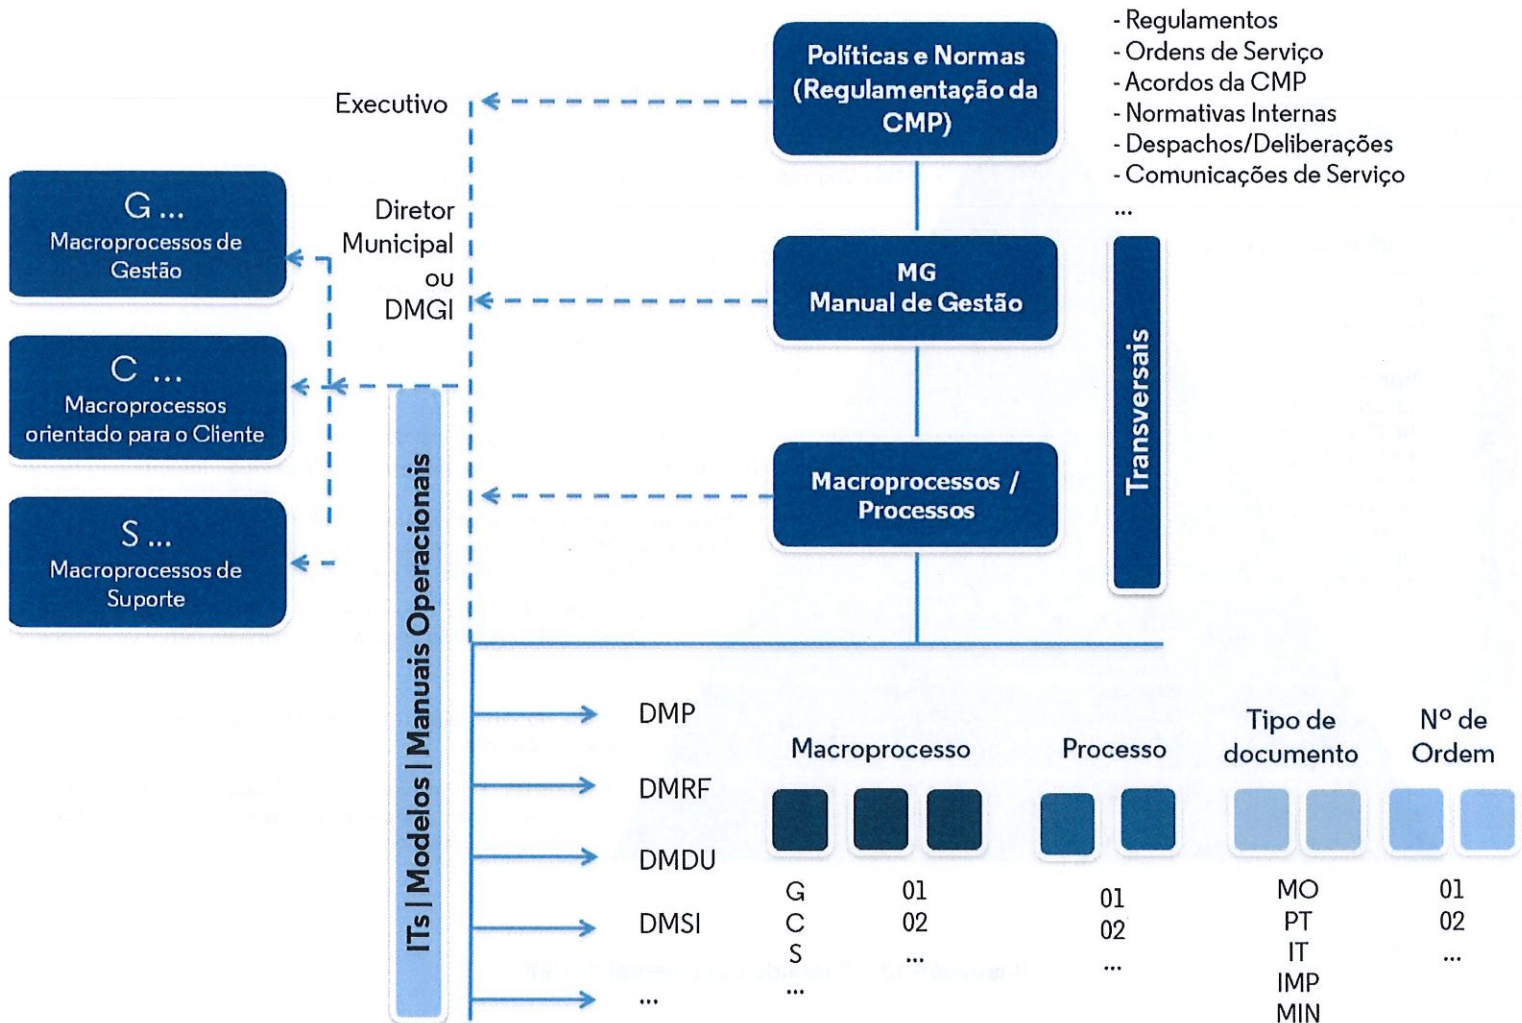 Políticas e Normas
(Regulamentação da
CMP)
- Regulamentos
- Ordens de Serviço
- Acordos da CMP
- Normativas Internas
- Despachos/Deliberações
- Comunicações de Serviço
...
Executivo
Diretor
Municipal
ou
DMGI
G ...
Macroprocessos de
Gestão
C ...
Macroprocessos
orientado para o Cliente
S ...
Macroprocessos de
Suporte
MG
Manual de Gestão
Macroprocessos /
Processos
Transversais
ITs | Modelos | Manuais Operacionais
DMP
DMRF
DMDU
DMSI
...
Macroprocesso
Processo
Tipo de
documento
Nº de
Ordem
G
C
S
...
01
02
...
01
02
...
MO
PT
IT
IMP
MIN
01
02
...